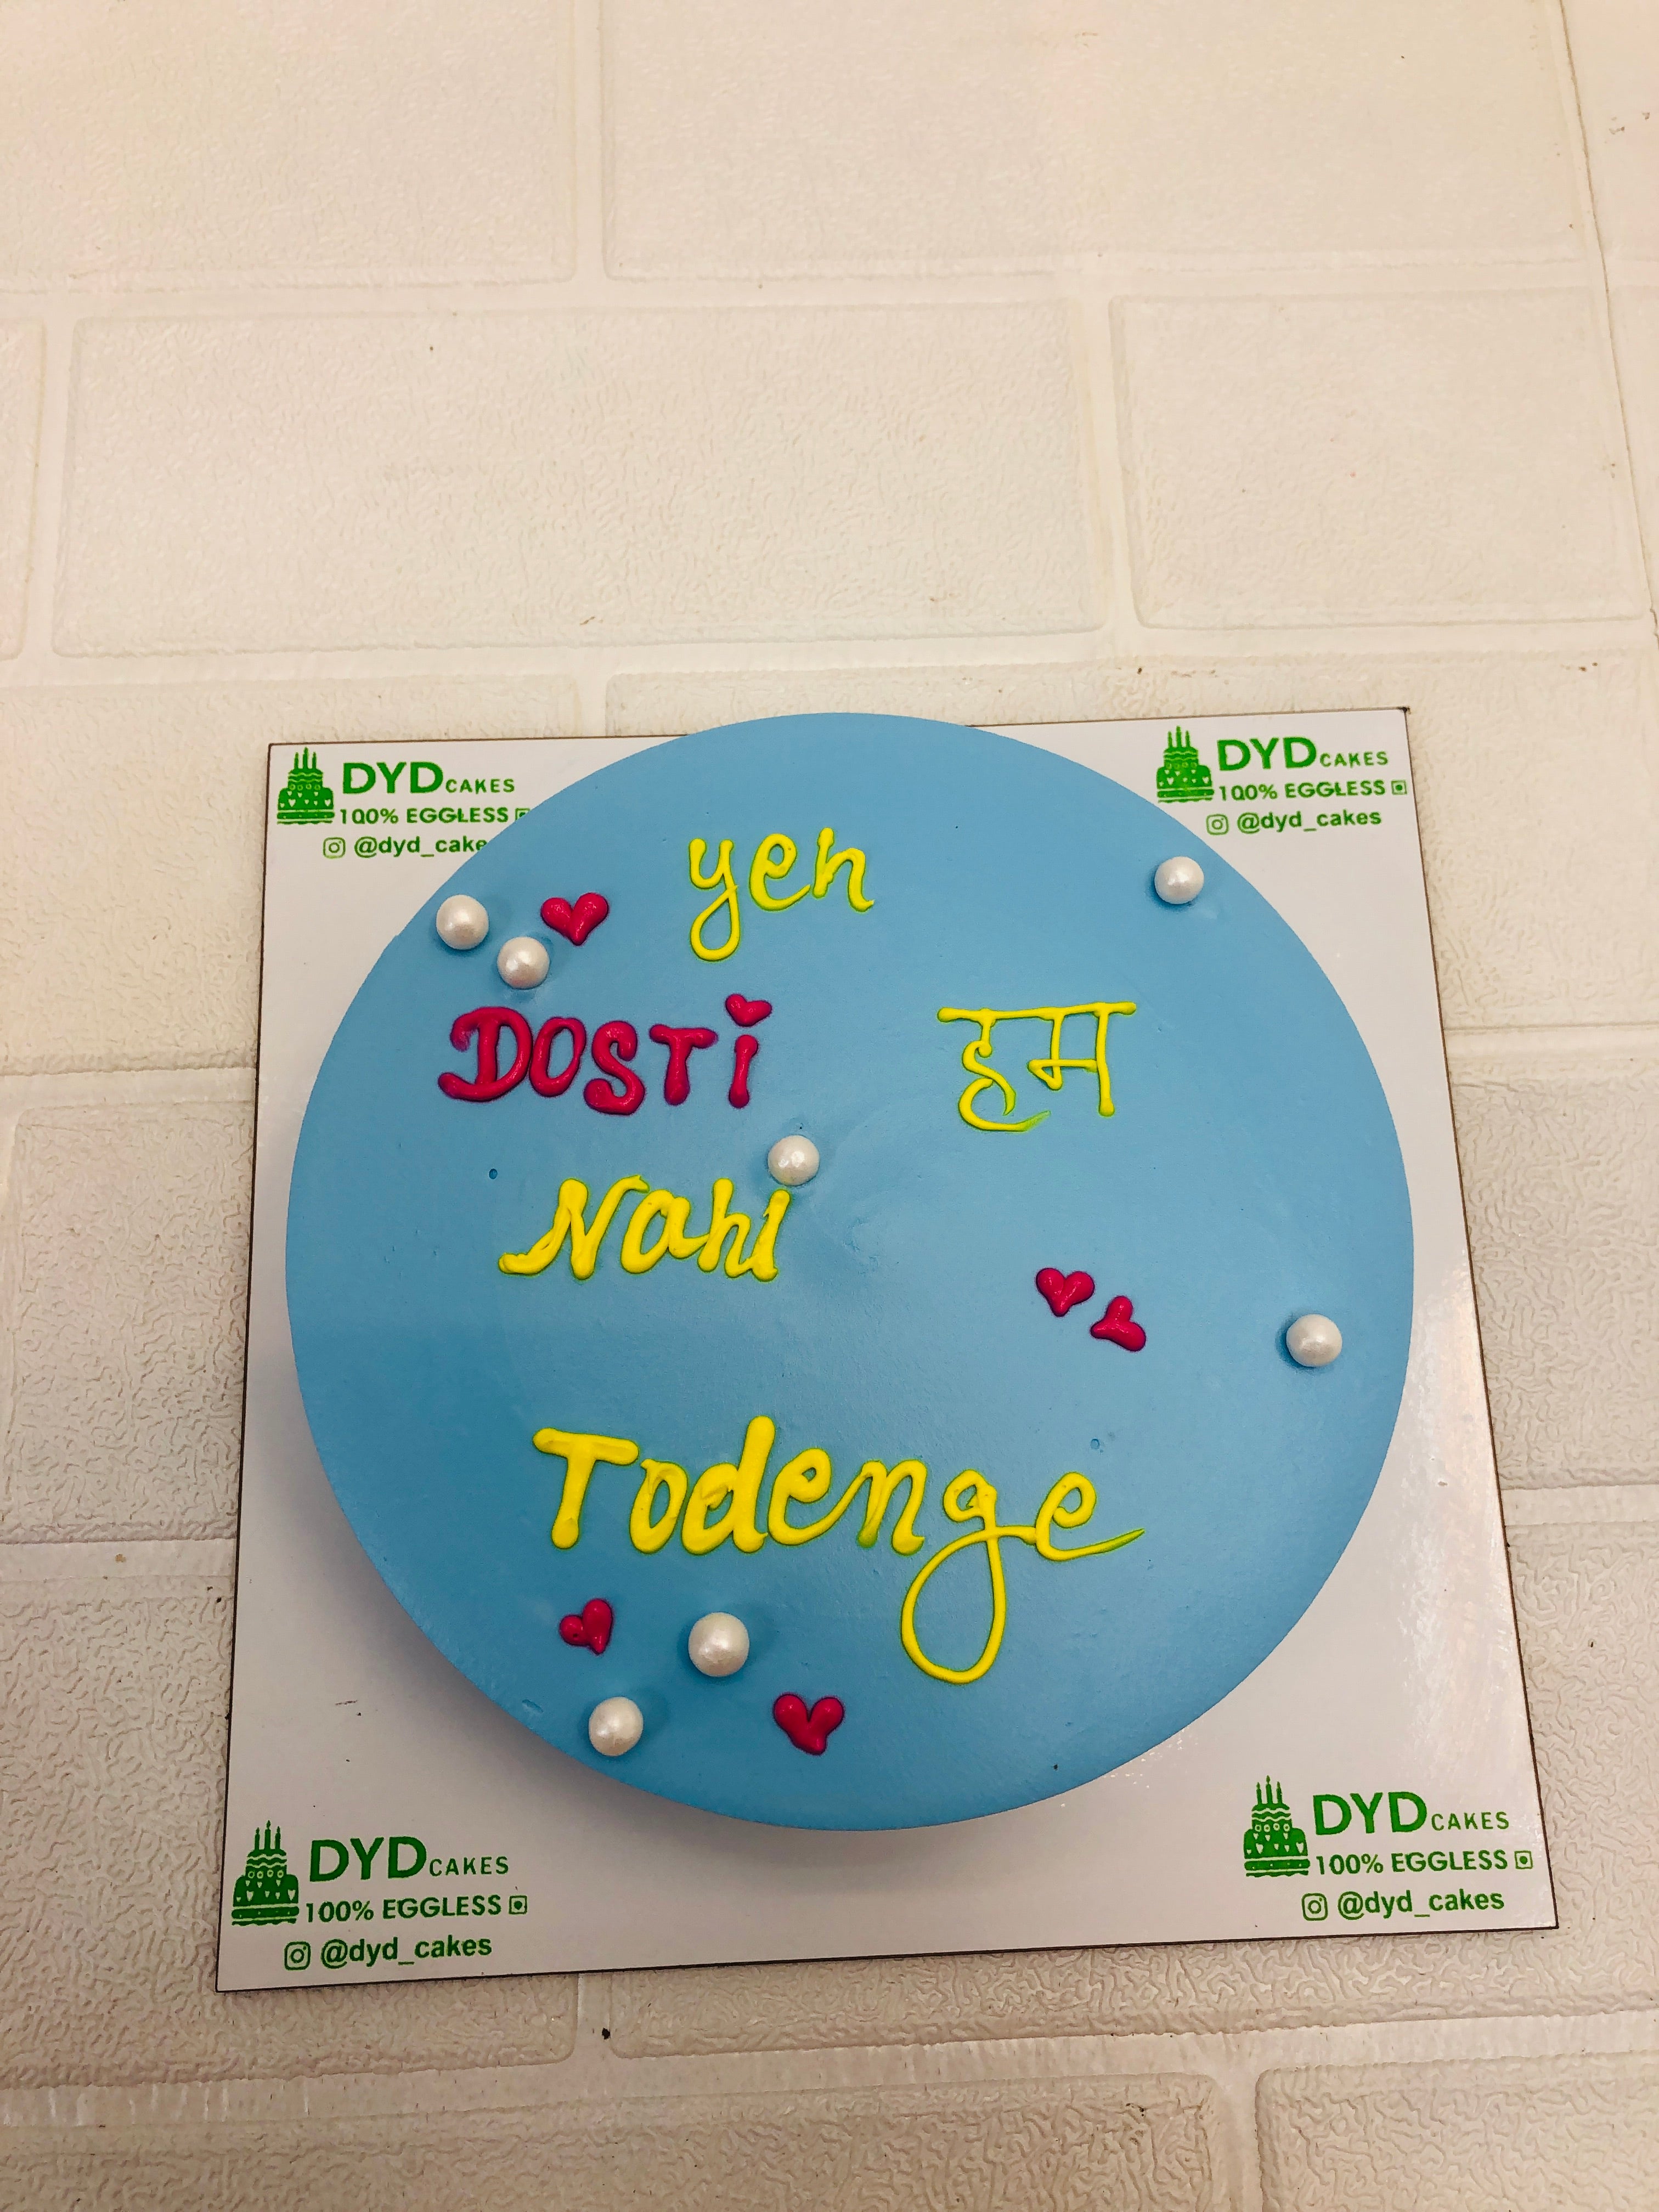 DYD CAKES
100% EGGLESS
@dyd_cake
DYD CAKES
100% EGGLESS
@dyd_cakes
yeh
DOSTi हम
Nahi
Todenge
DYD CAKES
100% EGGLESS
@dyd_cakes
DYD CAKES
100% EGGLESS
@dyd_cakes